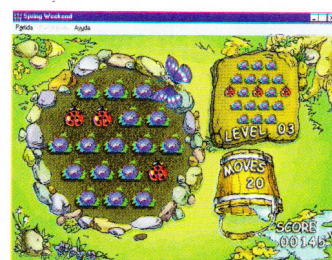 Spring Weekend
Partida
Ayuda
LEVEL 03
MOVES
20
SCORE
00145